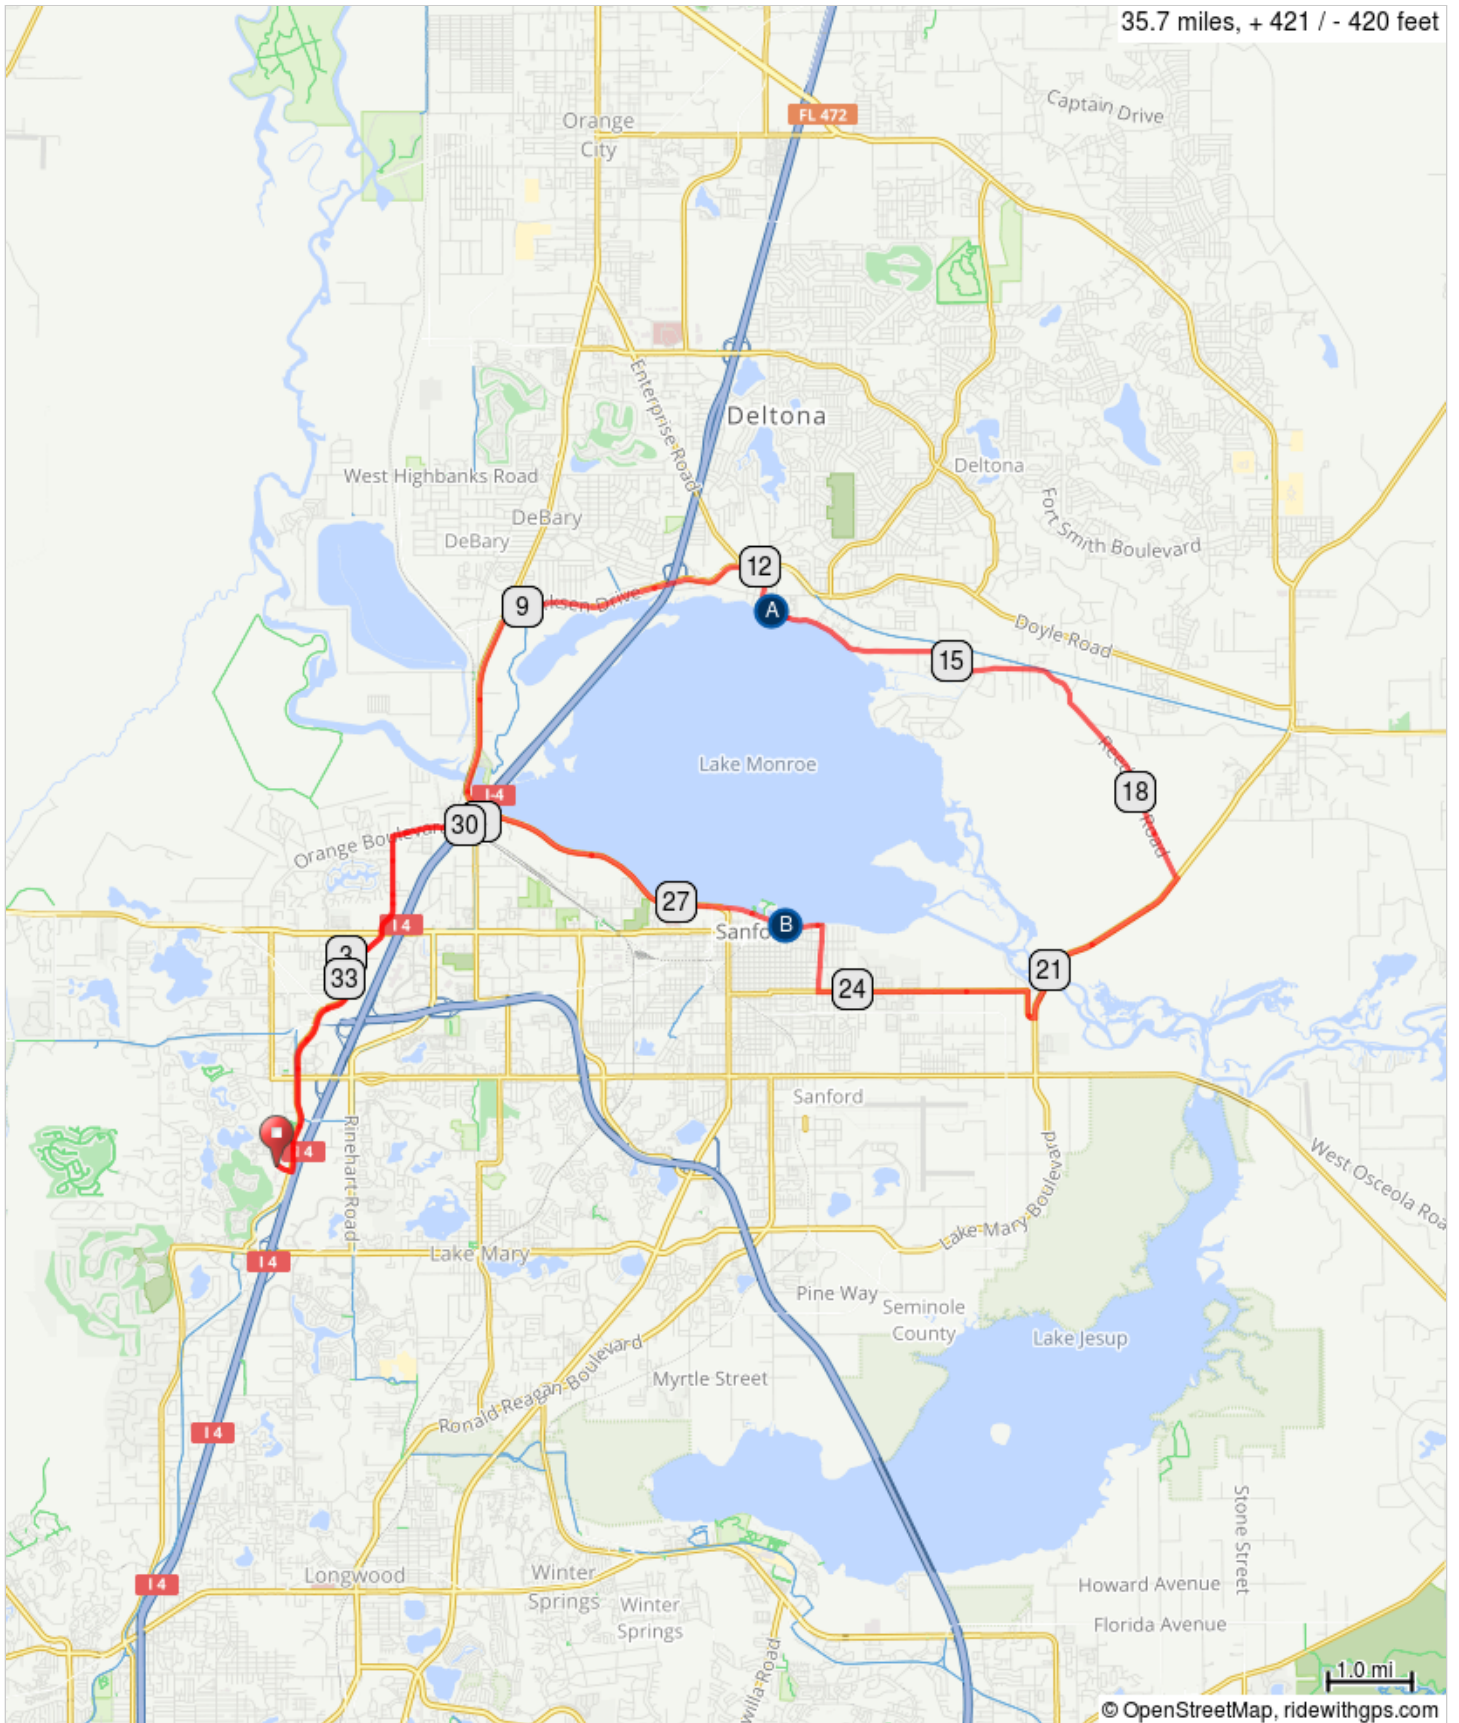 35.7 miles, + 421 / - 420 feet
Captain Drive
FL 472
Orange
City
Enterprise Road
Deltona
Deltona
West Highbanks Road
Fort Smith Boulevard
DeBary
DeBary
12
9
A
Doyle Road
15
Lake Monroe
18
I-4
30
Orange
27
B
I 4
3
33
21
24
Sanford
Rinehart Road
I 4
West Osceola
Lake Mary Boulevard
Lake Mary
I 4
Pine Way
Seminole
County
Lake Jesup
Ronald Reagan Boulevard
Myrtle Street
I 4
Stone Street
Longwood
Winter
Springs
I 4
Howard Avenue
Winter
Springs
Florida Avenue
1.0 mi
© OpenStreetMap, ridewithgps.com